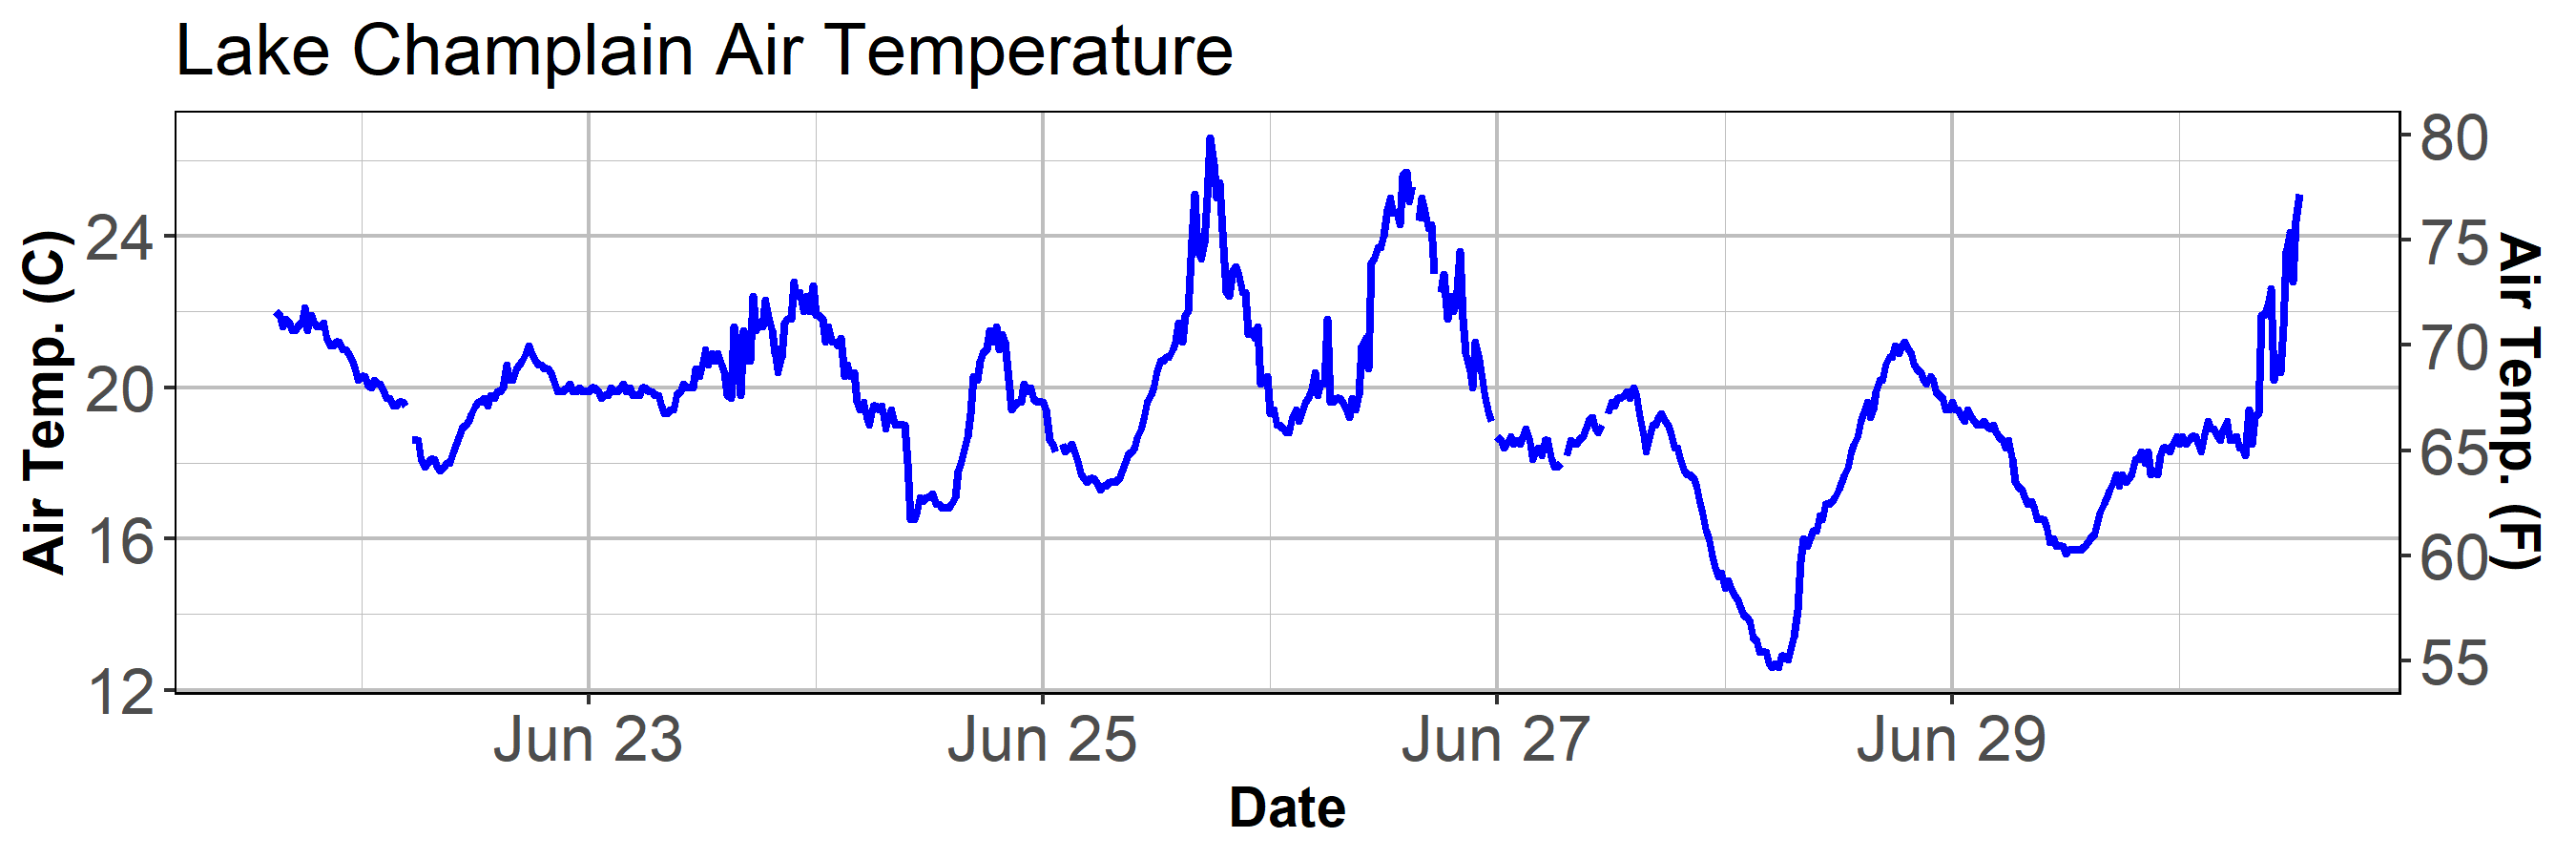 Lake Champlain Air Temperature
Air Temp. (C)
24
20
16
12
80
75
70
65
60
55
Air Temp. (F)
Jun 23 Jun 25 Jun 27 Jun 29
Date